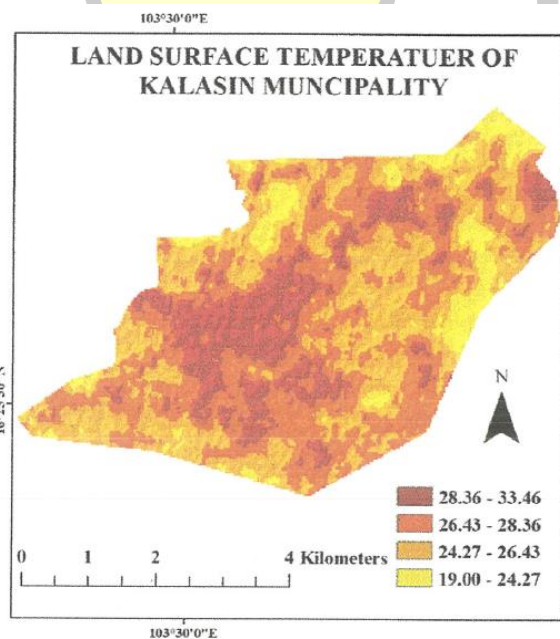 103°30'0"E
LAND SURFACE TEMPERATUER OF
KALASIN MUNCIPALITY
N
28.36 - 33.46
26.43 - 28.36
24.27 - 26.43
19.00 - 24.27
0 1 2 4 Kilometers
103°30'0"E